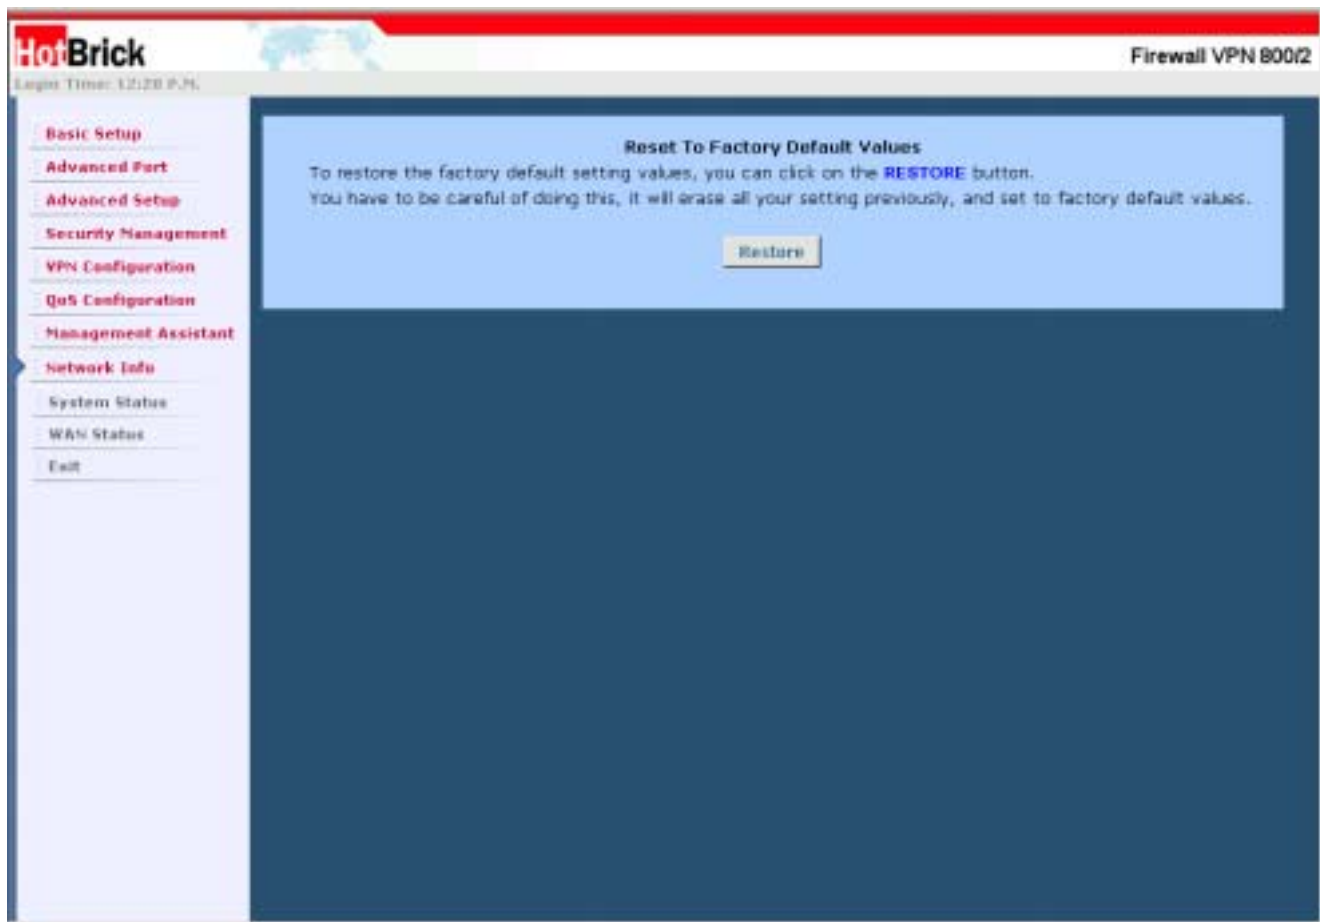 HotBrick
Firewall VPN 800/2
Login Time: 12:28 P.M.
Basic Setup
Advanced Port
Advanced Setup
Security Management
VPN Configuration
QoS Configuration
Management Assistant
Network Info
System Status
WAN Status
Exit
Reset To Factory Default Values
To restore the factory default setting values, you can click on the RESTORE button.
You have to be careful of doing this, it will erase all your setting previously, and set to factory default values.
Restore